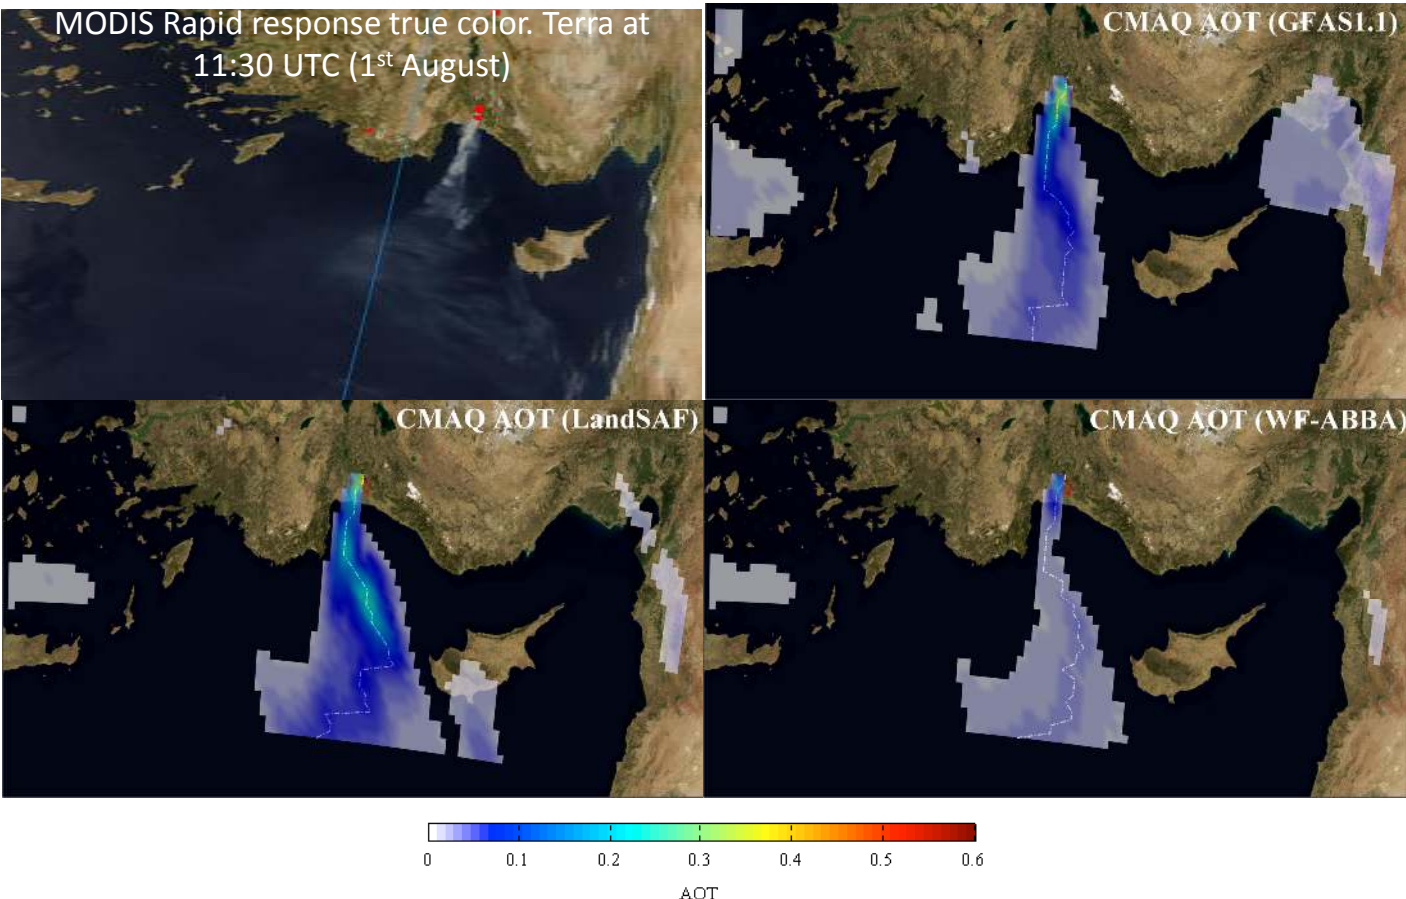 MODIS Rapid response true color. Terra at
11:30 UTC (1st August)
CMAQ AOT (GFAS1.1)
CMAQ AOT (LandSAF)
CMAQ AOT (WF-ABBA)
0 0.1 0.2 0.3 0.4 0.5 0.6
AOT